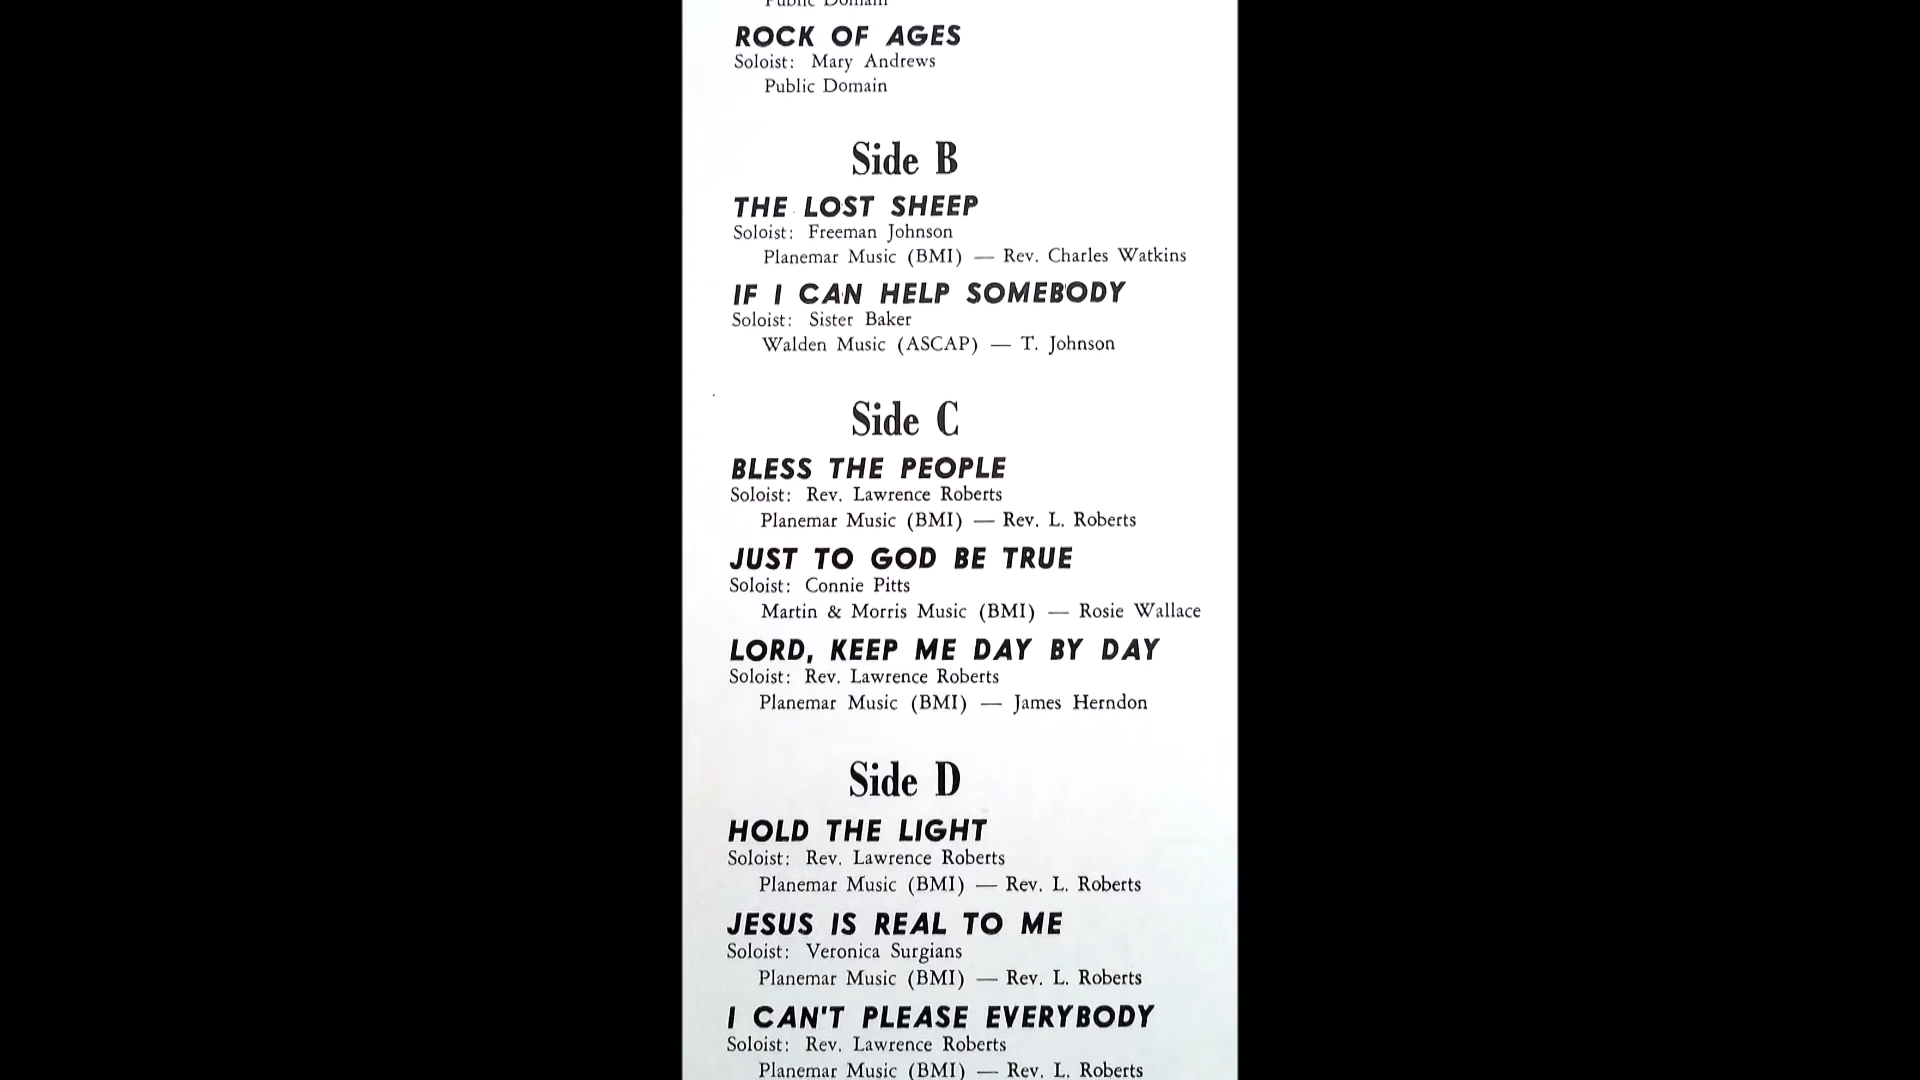 Public Domain
ROCK OF AGES
Soloist: Mary Andrews
Public Domain
Side B
THE LOST SHEEP
Soloist: Freeman Johnson
Planemar Music (BMI) — Rev. Charles Watkins
IF I CAN HELP SOMEBODY
Soloist: Sister Baker
Walden Music (ASCAP) — T. Johnson
Side C
BLESS THE PEOPLE
Soloist: Rev. Lawrence Roberts
Planemar Music (BMI) — Rev. L. Roberts
JUST TO GOD BE TRUE
Soloist: Connie Pitts
Martin & Morris Music (BMI) — Rosie Wallace
LORD, KEEP ME DAY BY DAY
Soloist: Rev. Lawrence Roberts
Planemar Music (BMI) — James Herndon
Side D
HOLD THE LIGHT
Soloist: Rev. Lawrence Roberts
Planemar Music (BMI) — Rev. L. Roberts
JESUS IS REAL TO ME
Soloist: Veronica Surgians
Planemar Music (BMI) — Rev. L. Roberts
I CAN'T PLEASE EVERYBODY
Soloist: Rev. Lawrence Roberts
Planemar Music (BMI) — Rev. L. Roberts